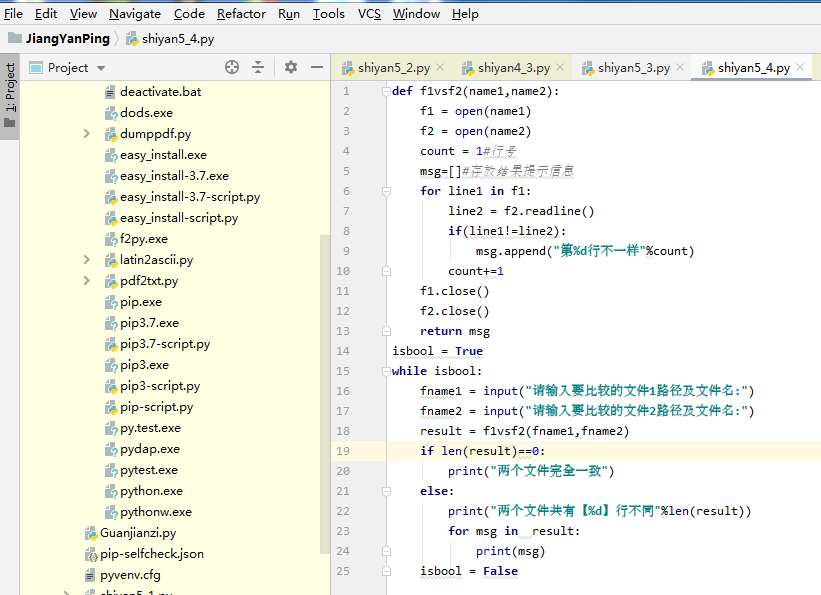 File Edit View Navigate Code Refactor Run Tools VCS Window Help
JiangYanPing shiyan5_4.py
1: Project
Project
shiyan5_2.py shiyan4_3.py shiyan5_3.py shiyan5_4.py
deactivate.bat
dods.exe
dumppdf.py
easy_install.exe
easy_install-3.7.exe
easy_install-3.7-script.py
easy_install-script.py
f2py.exe
latin2ascii.py
pdf2txt.py
pip.exe
pip3.7.exe
pip3.7-script.py
pip3.exe
pip3-script.py
pip-script.py
py.test.exe
pydap.exe
pytest.exe
python.exe
pythonw.exe
Guanjianzi.py
pip-selfcheck.json
pyvenv.cfg
shiyan5_1.py
1 def f1vsf2(name1,name2):
2 f1 = open(name1)
3 f2 = open(name2)
4 count = 1#行号
5 msg=[]#存放结果提示信息
6 for line1 in f1:
7 line2 = f2.readline()
8 if(line1!=line2):
9 msg.append("第%d行不一样"%count)
10 count+=1
11 f1.close()
12 f2.close()
13 return msg
14 isbool = True
15 while isbool:
16 fname1 = input("请输入要比较的文件1路径及文件名:")
17 fname2 = input("请输入要比较的文件2路径及文件名:")
18 result = f1vsf2(fname1,fname2)
19 if len(result)==0:
20 print("两个文件完全一致")
21 else:
22 print("两个文件共有【%d】行不同"%len(result))
23 for msg in  result:
24 print(msg)
25 isbool = False